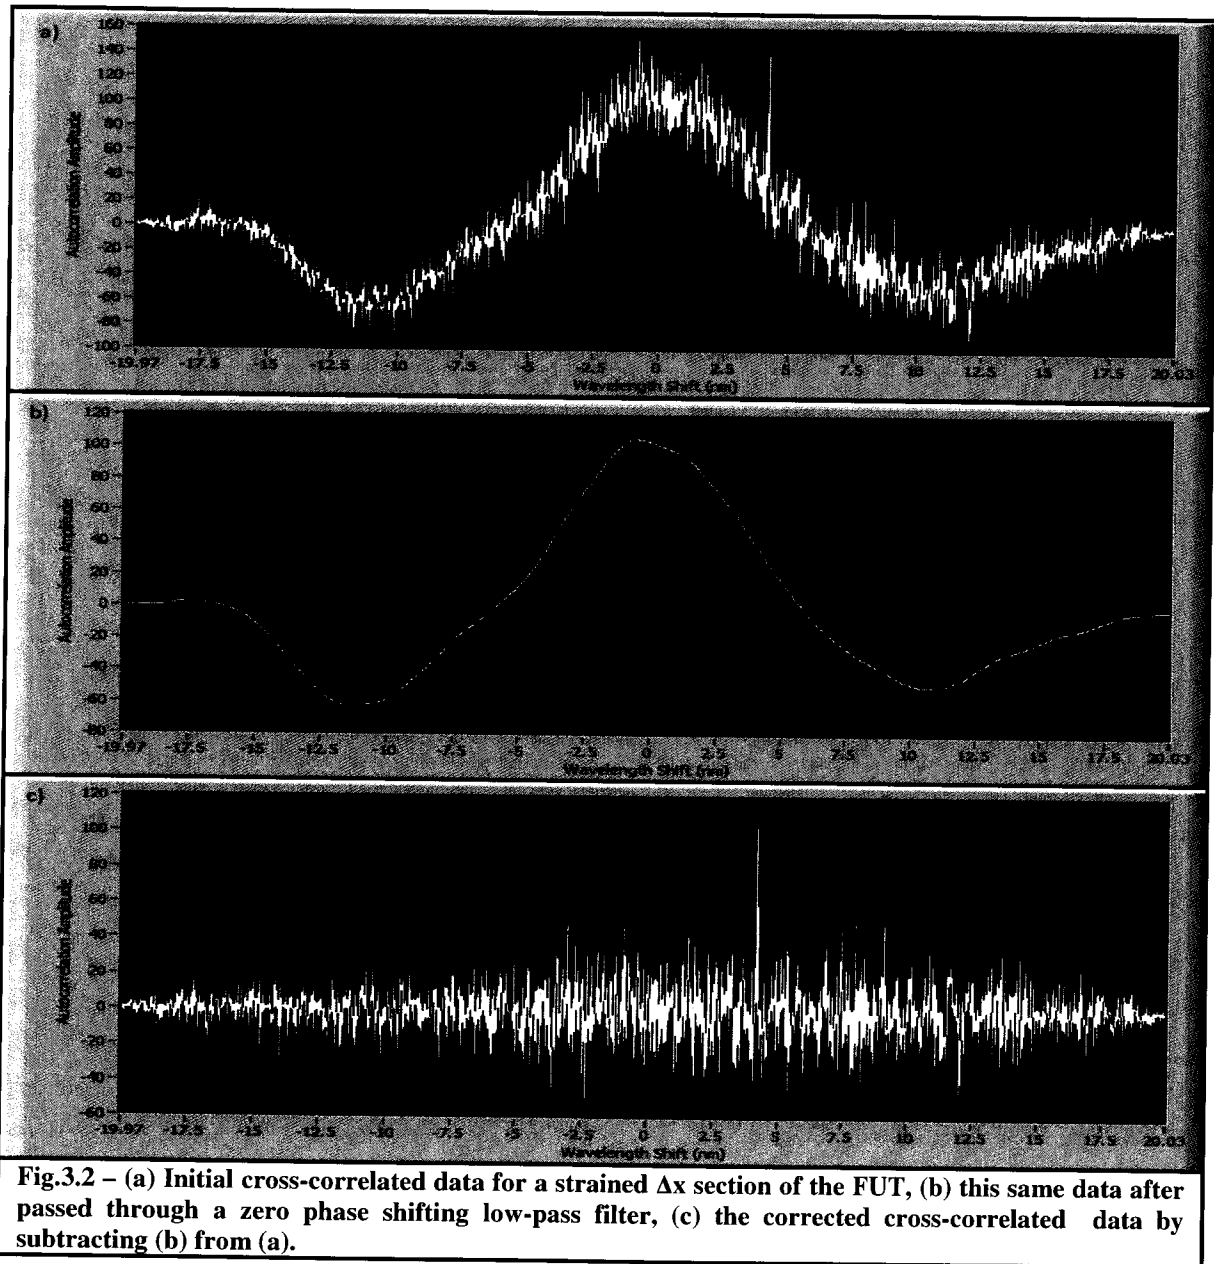 a)
160
140
120
100
80
60
40
20
0
-20
-40
-60
-80
-100
Autocorrelation Amplitude
-19.97 -17.5 -15 -12.5 -10 -7.5 -5 -2.5 0 2.5 5 7.5 10 12.5 15 17.5 20.03
Wavelength Shift (nm)
b)
120
100
80
60
40
20
0
-20
-40
-60
-80
Autocorrelation Amplitude
-19.97 -17.5 -15 -12.5 -10 -7.5 -5 -2.5 0 2.5 5 7.5 10 12.5 15 17.5 20.03
Wavelength Shift (nm)
c)
120
100
80
60
40
20
0
-20
-40
-60
Autocorrelation Amplitude
-19.97 -17.5 -15 -12.5 -10 -7.5 -5 -2.5 0 2.5 5 7.5 10 12.5 15 17.5 20.03
Wavelength Shift (nm)
Fig.3.2 – (a) Initial cross-correlated data for a strained Δx section of the FUT, (b) this same data after
passed through a zero phase shifting low-pass filter, (c) the corrected cross-correlated data by
subtracting (b) from (a).